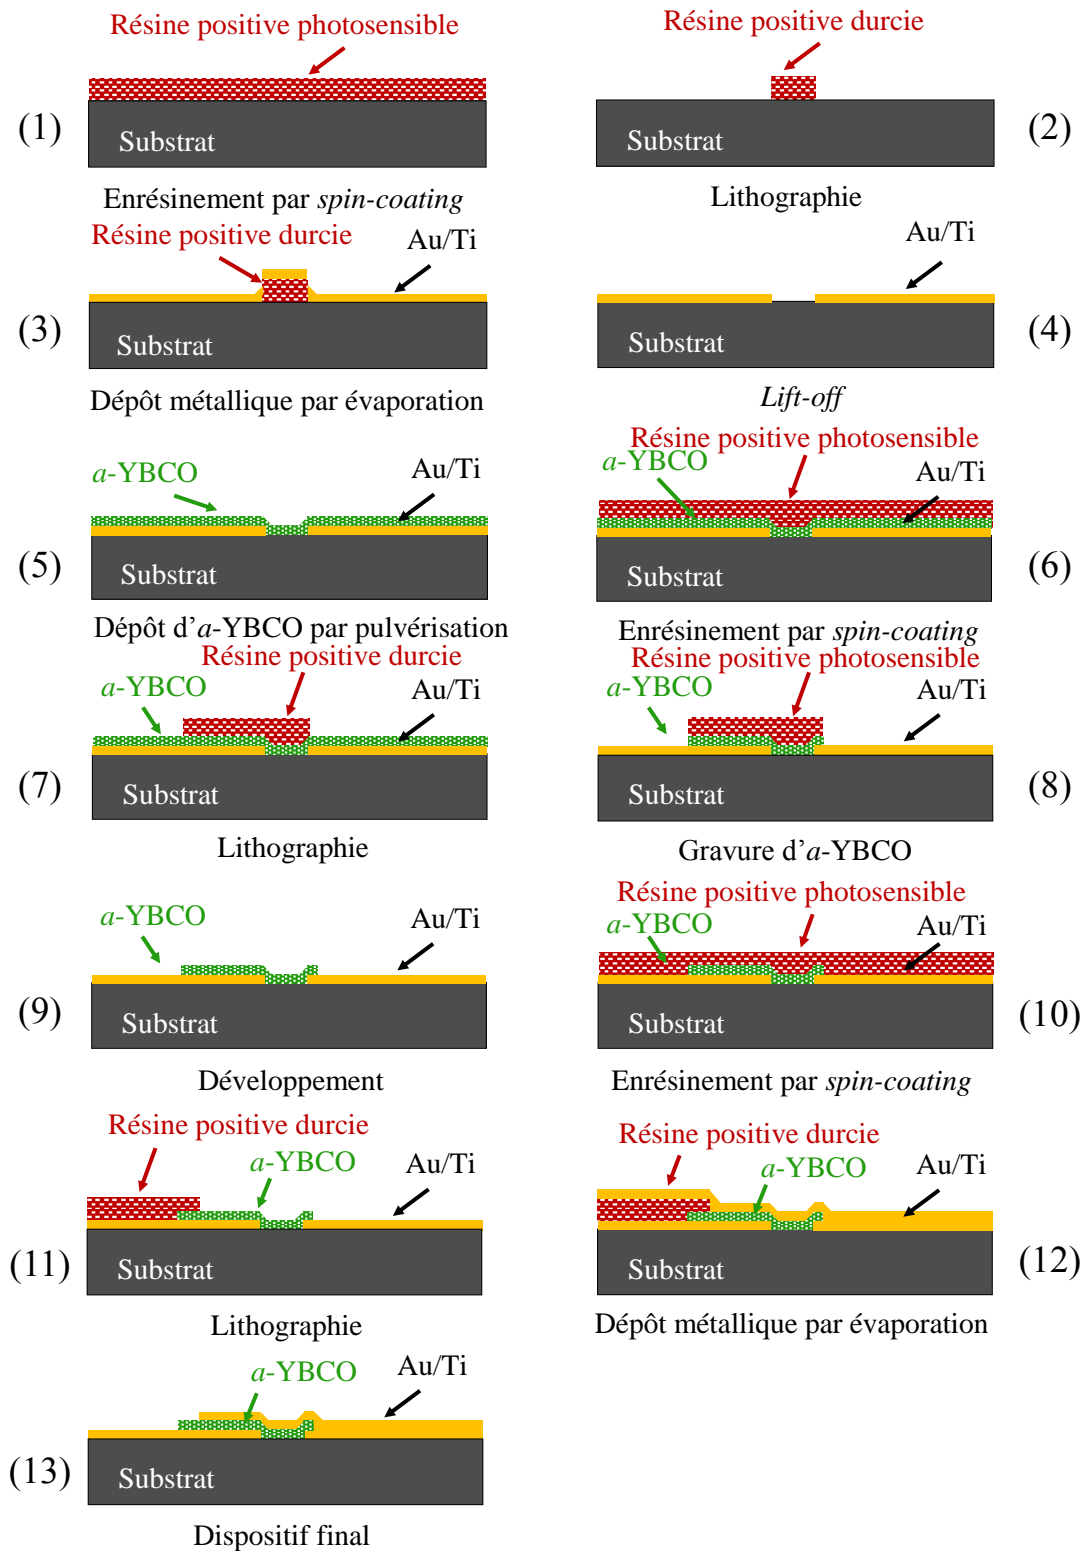 Résine positive photosensible
(1)
Substrat
Enrésinement par spin-coating
Résine positive durcie
(2)
Substrat
Lithographie
Résine positive durcie
Au/Ti
(3)
Substrat
Dépôt métallique par évaporation
Au/Ti
(4)
Substrat
Lift-off
a-YBCO
Au/Ti
(5)
Substrat
Dépôt d'a-YBCO par pulvérisation
Résine positive photosensible
a-YBCO
Au/Ti
(6)
Substrat
Enrésinement par spin-coating
Résine positive durcie
a-YBCO
Au/Ti
(7)
Substrat
Lithographie
Résine positive photosensible
a-YBCO
Au/Ti
(8)
Substrat
Gravure d'a-YBCO
a-YBCO
Au/Ti
(9)
Substrat
Développement
Résine positive photosensible
a-YBCO
Au/Ti
(10)
Substrat
Enrésinement par spin-coating
Résine positive durcie
a-YBCO
Au/Ti
(11)
Substrat
Lithographie
Résine positive durcie
a-YBCO
Au/Ti
(12)
Substrat
Dépôt métallique par évaporation
a-YBCO
Au/Ti
(13)
Substrat
Dispositif final